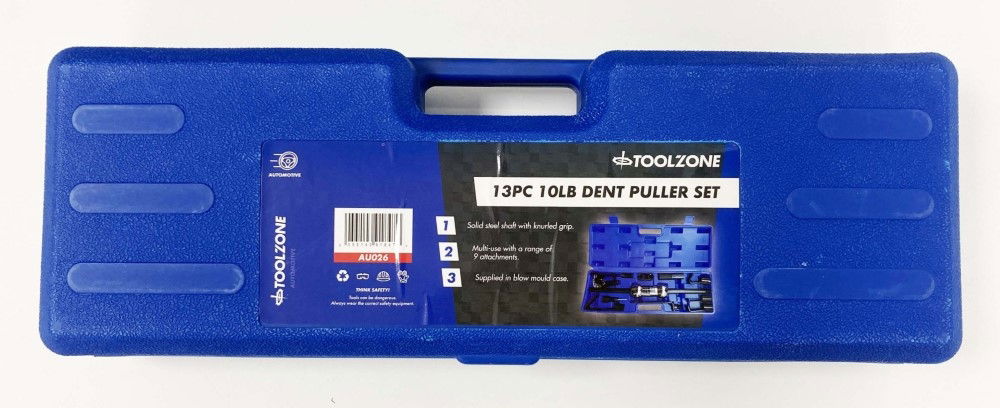 AUTOMOTIVE
TOOLZONE
AUTOMOTIVE
AU026
THINK SAFETY!
Tools can be dangerous.
Always wear the correct safety equipment.
TOOLZONE
13PC 10LB DENT PULLER SET
1 Solid steel shaft with knurled grip.
2 Multi-use with a range of
9 attachments.
3 Supplied in blow mould case.